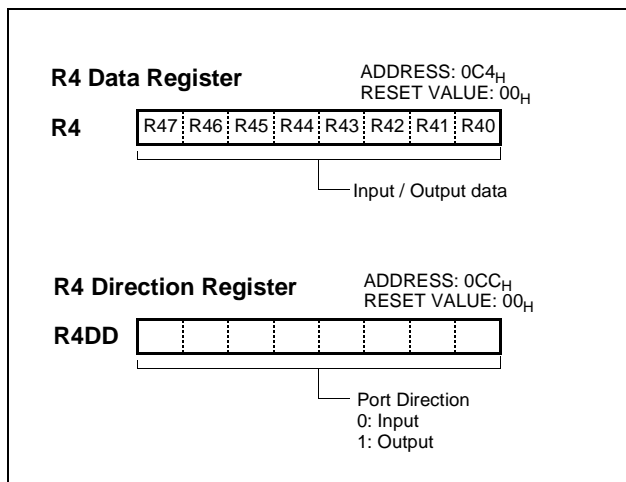 R4 Data Register
ADDRESS: 0C4H
RESET VALUE: 00H
R4
R47 R46 R45 R44 R43 R42 R41 R40
Input / Output data
R4 Direction Register
ADDRESS: 0CCH
RESET VALUE: 00H
R4DD
Port Direction
0: Input
1: Output